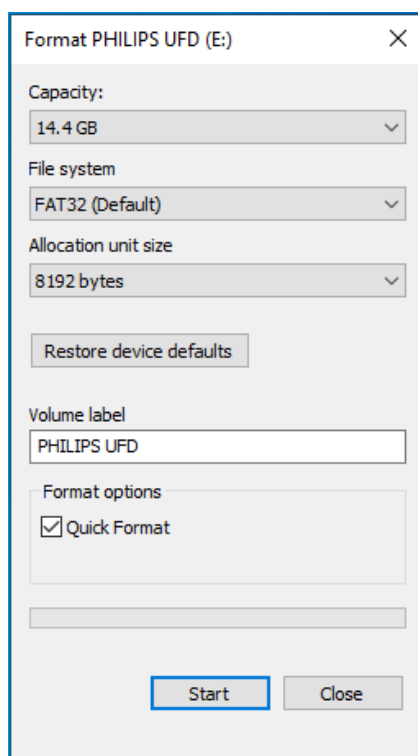 Format PHILIPS UFD (E:)
Capacity:
14.4 GB
File system
FAT32 (Default)
Allocation unit size
8192 bytes
Restore device defaults
Volume label
PHILIPS UFD
Format options
Quick Format
Start
Close